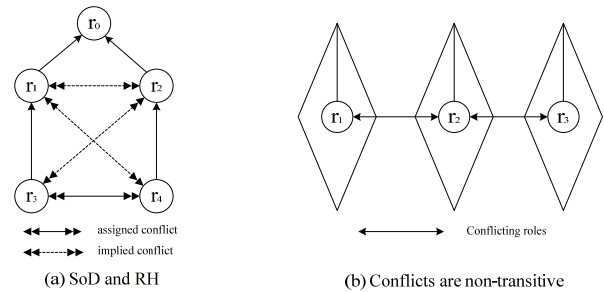 r0
r1 r2
r3 r4
assigned conflict
implied conflict
(a) SoD and RH
r1 r2 r3
Conflicting roles
(b) Conflicts are non-transitive